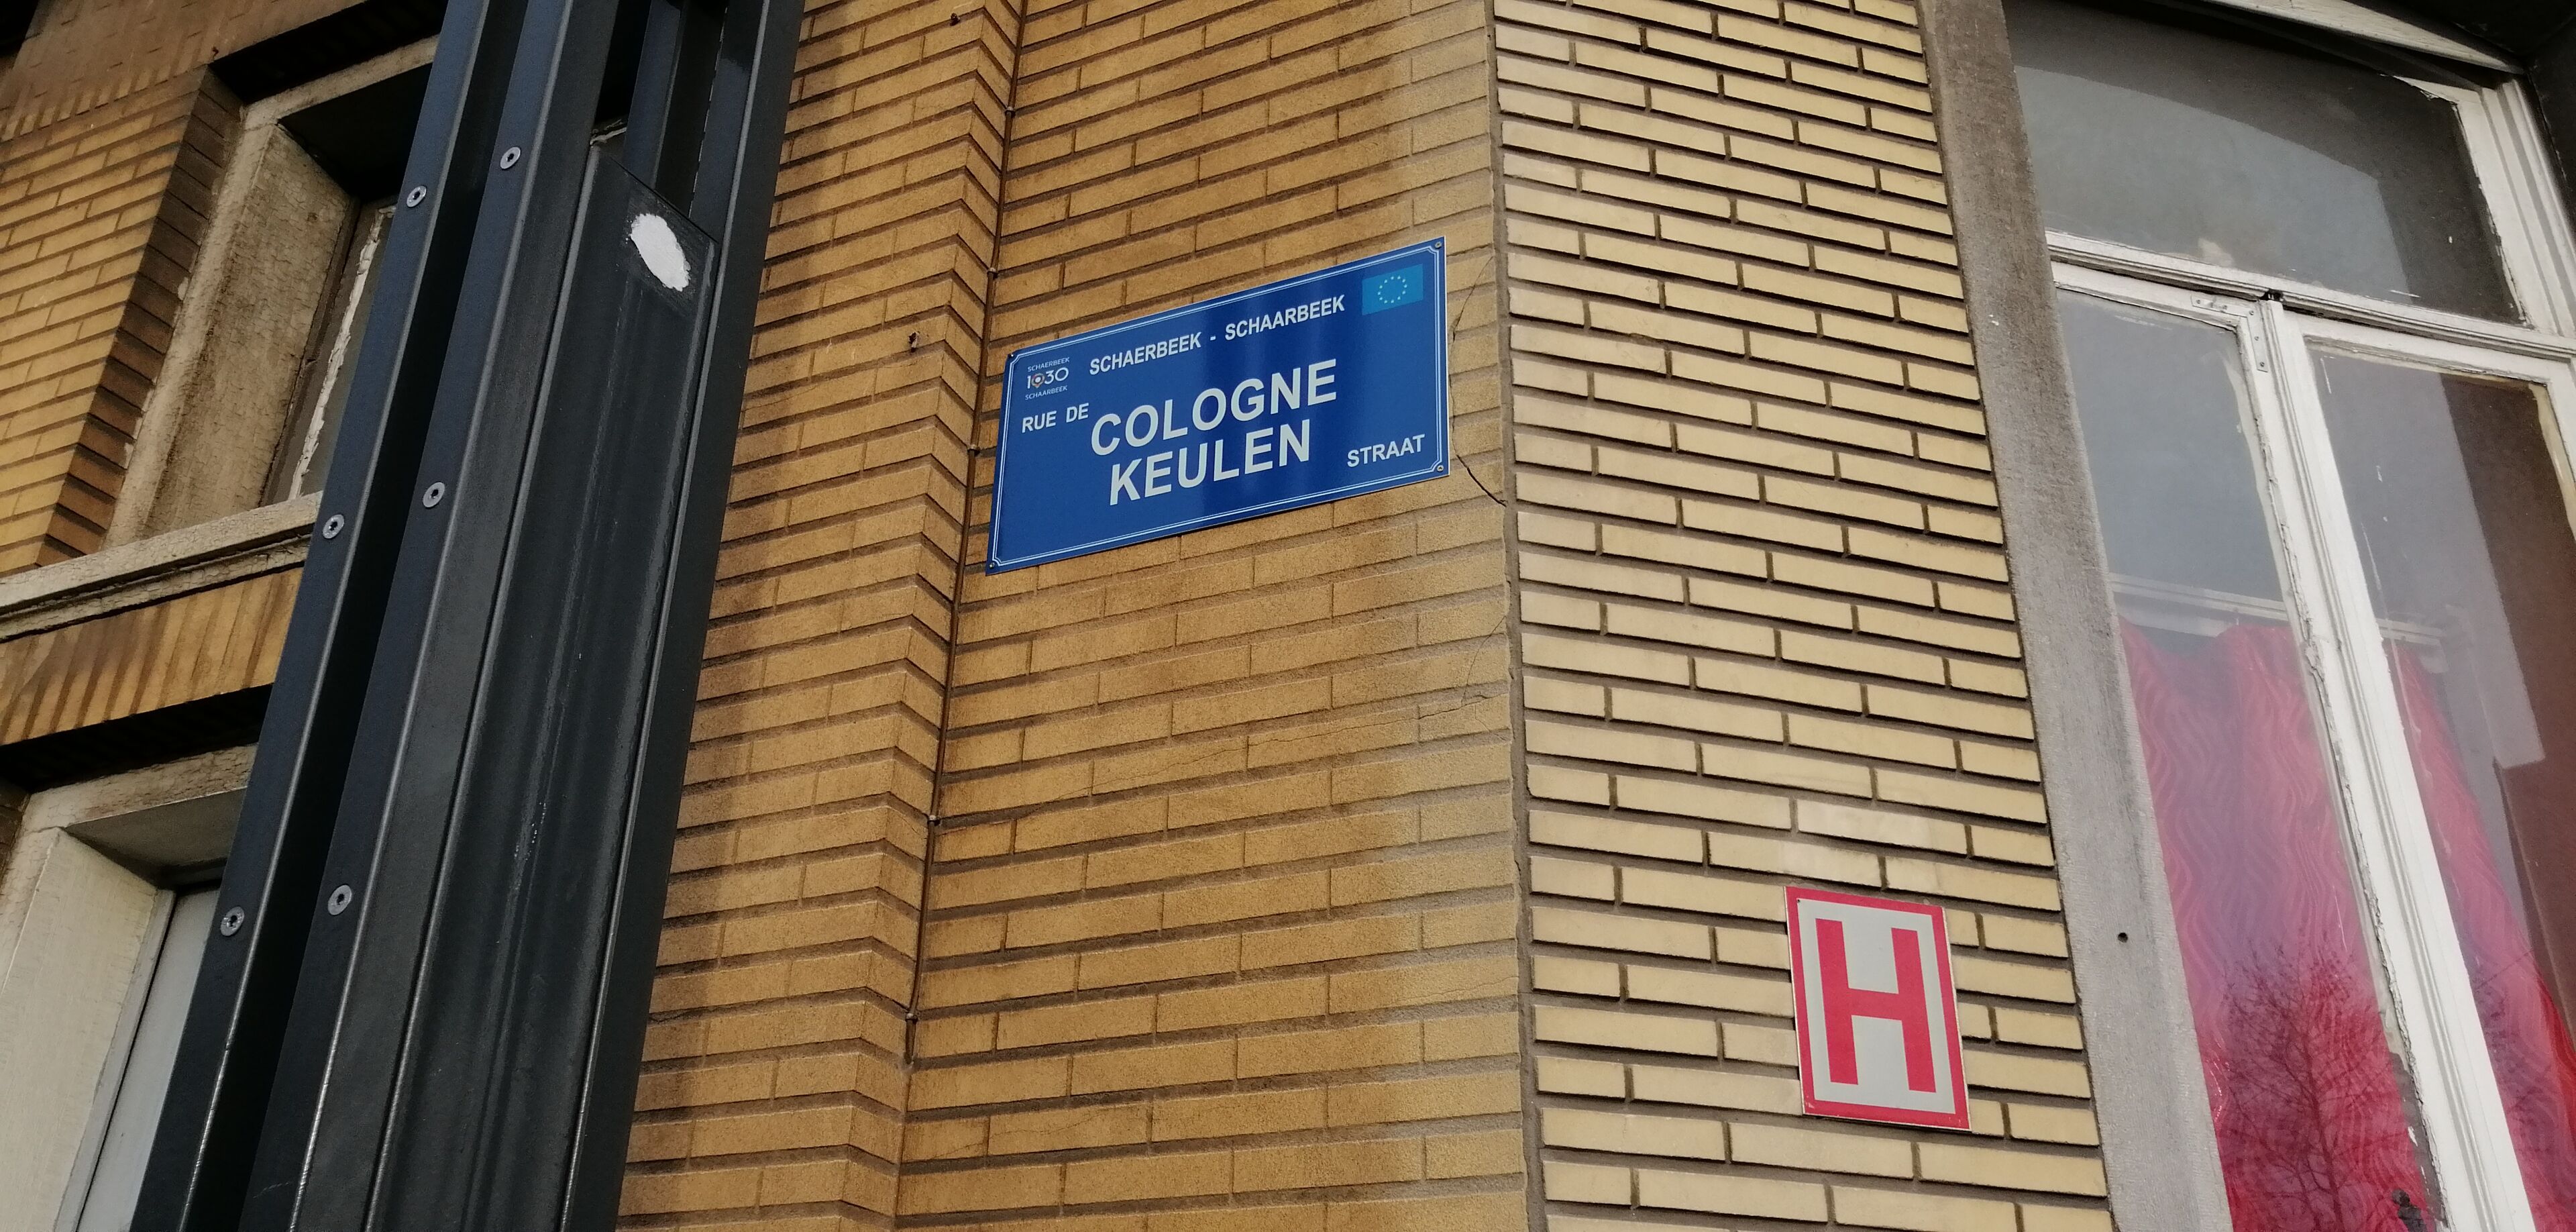 SCHAERBEEK
1030
SCHAARBEEK
SCHAERBEEK - SCHAARBEEK
RUE DE COLOGNE
KEULEN STRAAT
H